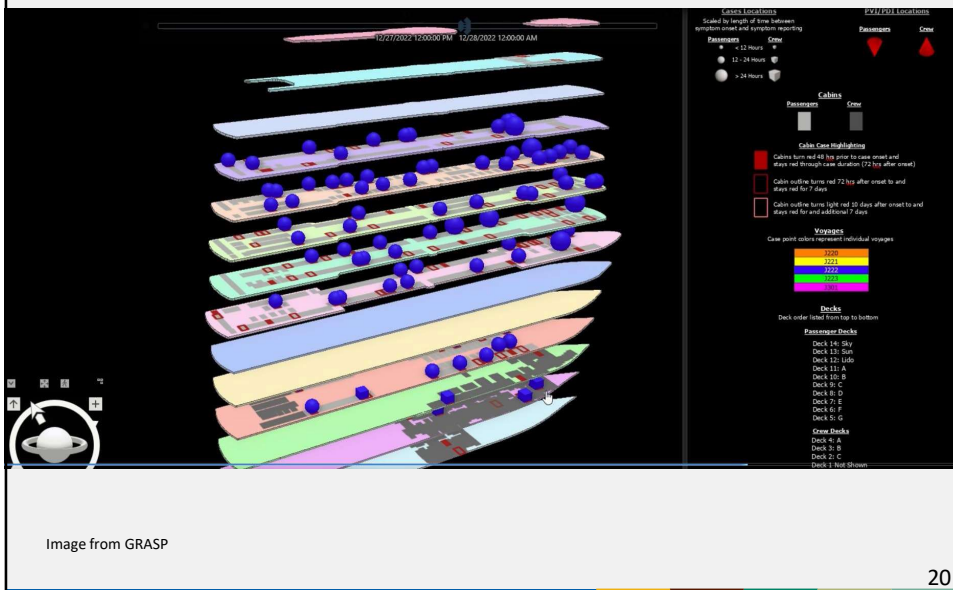 12/27/2022 12:00:00 PM 12/28/2022 12:00:00 AM
Cases Locations
Scaled by length of time between
symptom onset and symptom reporting
Passengers Crew
< 12 Hours
12 - 24 Hours
> 24 Hours
PVI/PDI Locations
Passengers Crew
Cabins
Passengers Crew
Cabin Case Highlighting
Cabins turn red 48 hrs prior to case onset and
stays red through case duration (72 hrs after onset)
Cabin outline turns red 72 hrs after onset to and
stays red for 7 days
Cabin outline turns light red 10 days after onset to and
stays red for and additional 7 days
Voyages
Case point colors represent individual voyages
J220
J221
J222
J223
J301
Decks
Deck order listed from top to bottom
Passenger Decks
Deck 14: Sky
Deck 13: Sun
Deck 12: Lido
Deck 11: A
Deck 10: B
Deck 9: C
Deck 8: D
Deck 7: E
Deck 6: F
Deck 5: G
Crew Decks
Deck 4: A
Deck 3: B
Deck 2: C
Deck 1 Not Shown
Image from GRASP
20